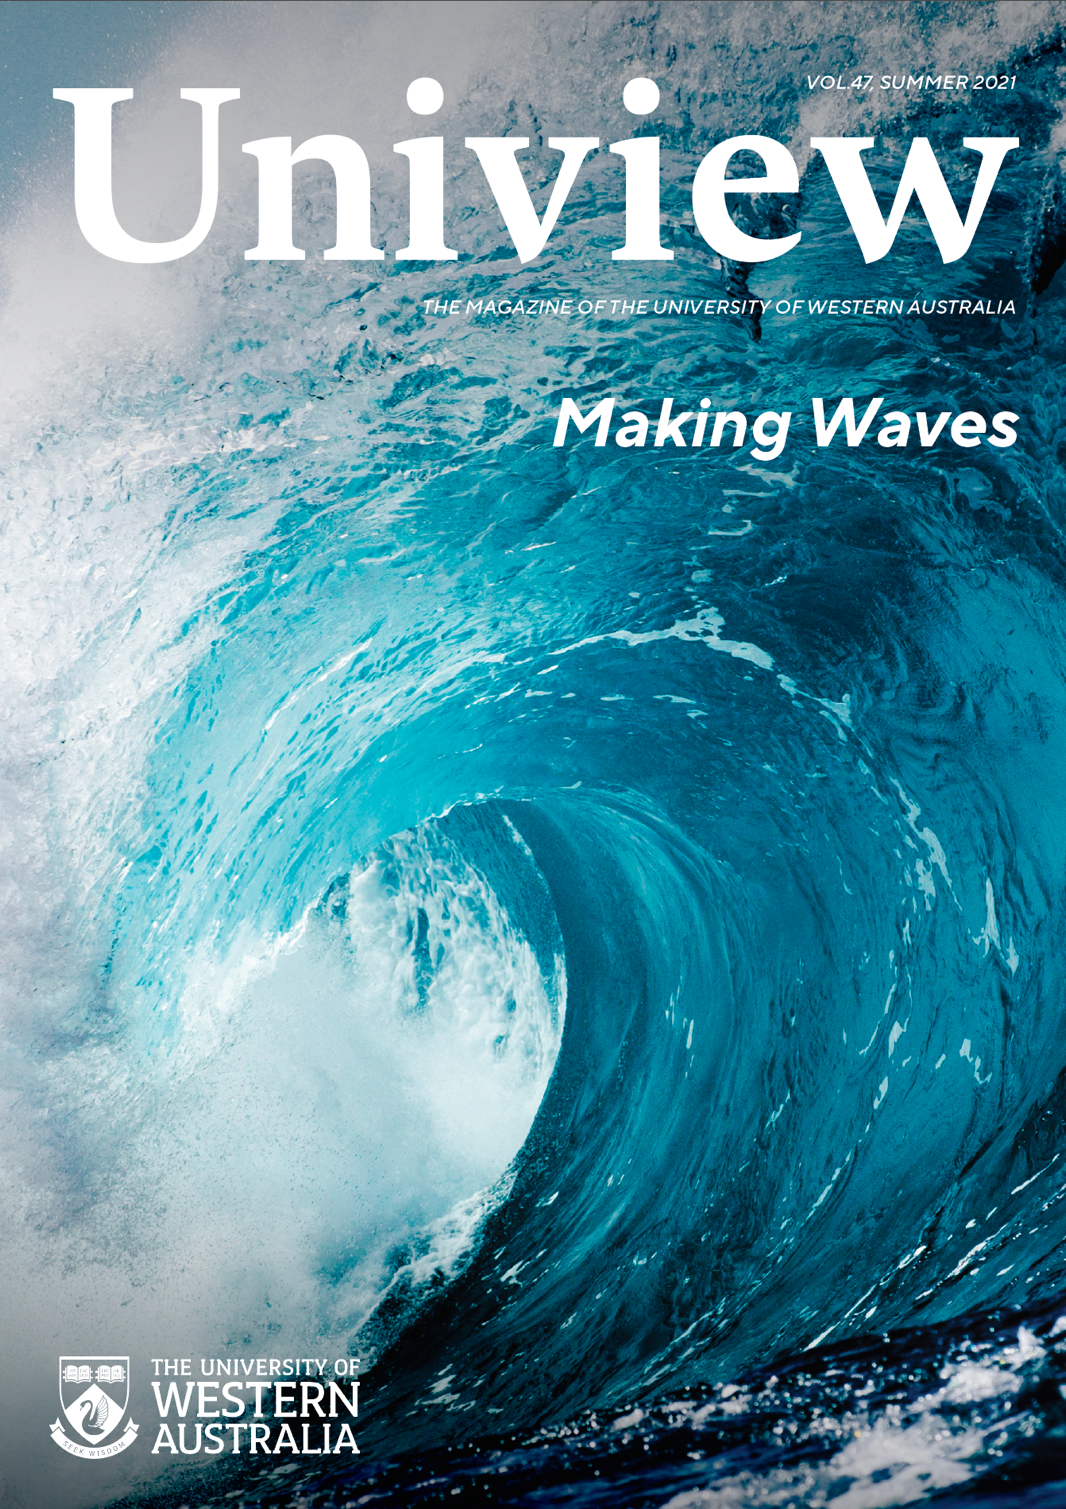 VOL.47, SUMMER 2021
Uniview
THE MAGAZINE OF THE UNIVERSITY OF WESTERN AUSTRALIA
Making Waves
THE UNIVERSITY OF
WESTERN
AUSTRALIA
SEEK WISDOM